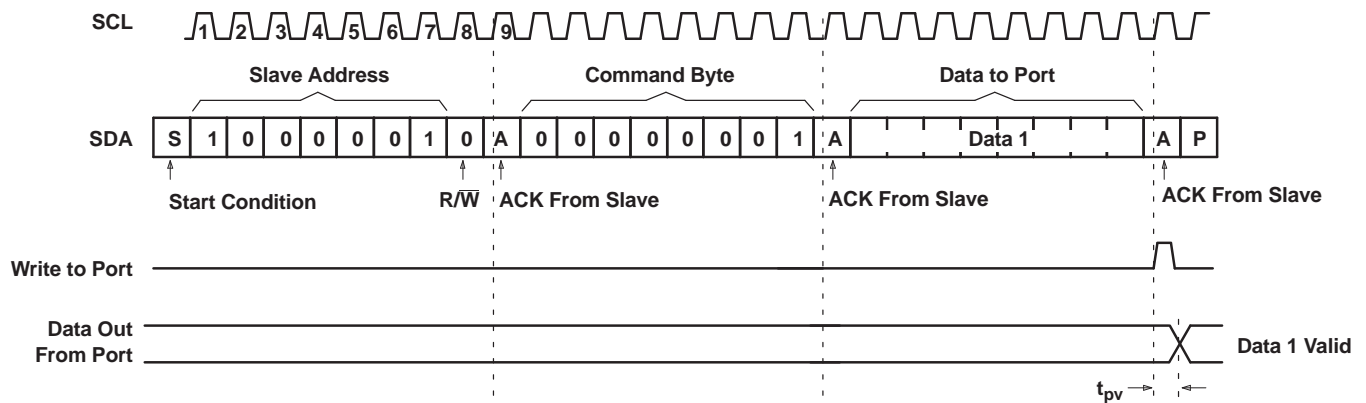 SCL 1 2 3 4 5 6 7 8 9
Slave Address Command Byte Data to Port
SDA S 1 0 0 0 0 0 1 0 A 0 0 0 0 0 0 0 1 A Data 1 A P
Start Condition R/W̅ ACK From Slave ACK From Slave ACK From Slave
Write to Port
Data Out
From Port
Data 1 Valid
tpv